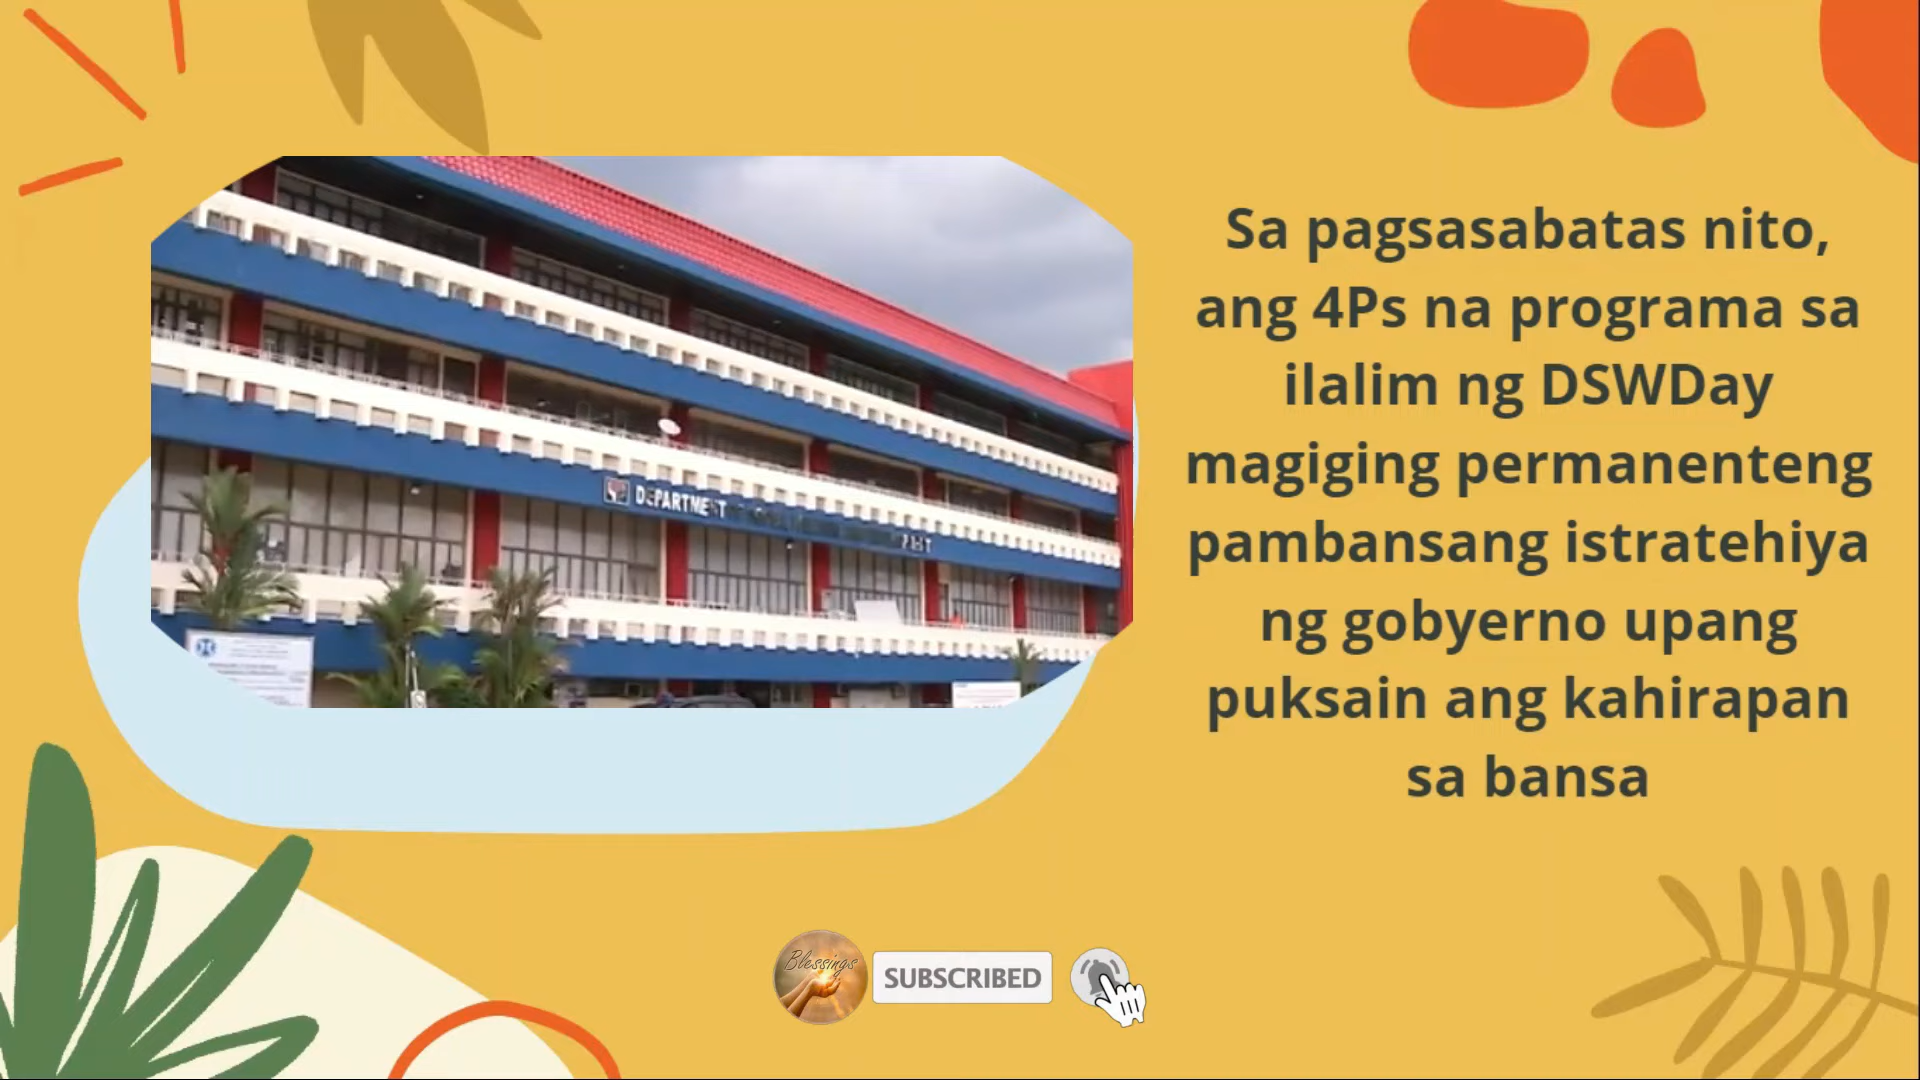 Sa pagsasabatas nito,
ang 4Ps na programa sa
ilalim ng DSWDay
magiging permanenteng
pambansang istratehiya
ng gobyerno upang
puksain ang kahirapan
sa bansa
DEPARTMENT
Blessings
SUBSCRIBED